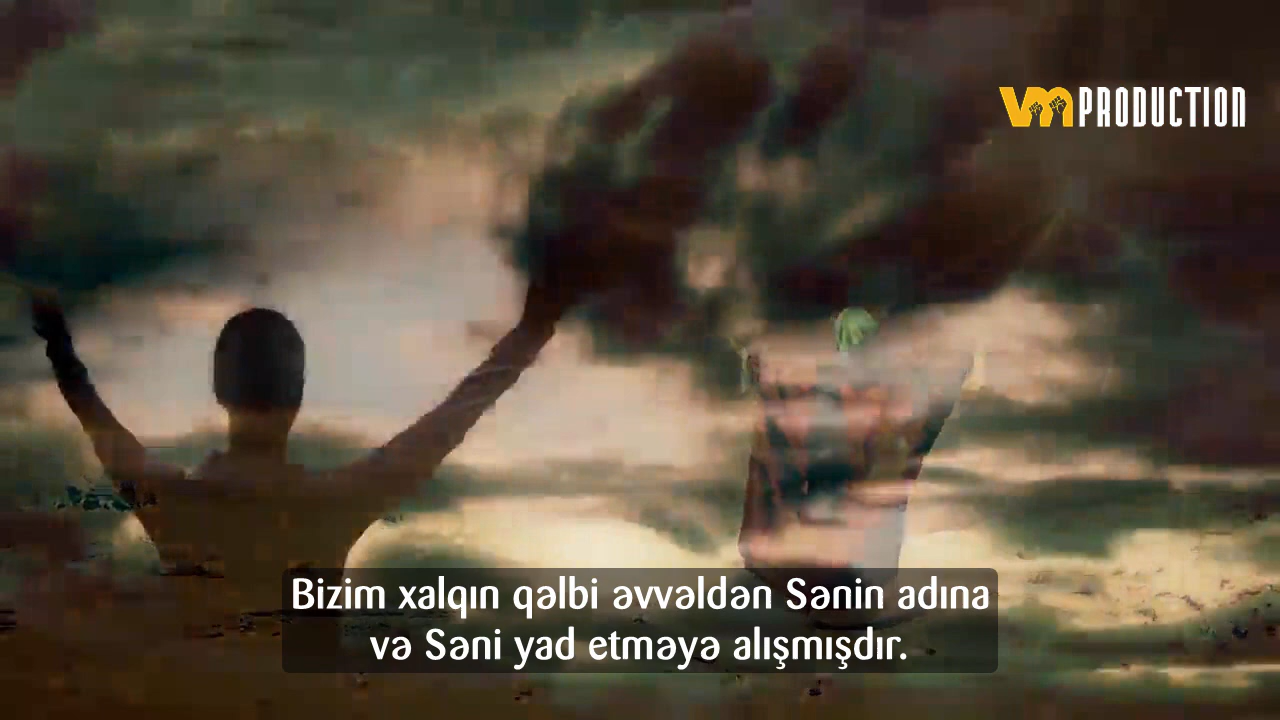 VM PRODUCTION
Bizim xalqın qəlbi əvvəldən Sənin adına
və Səni yad etməyə alışmışdır.